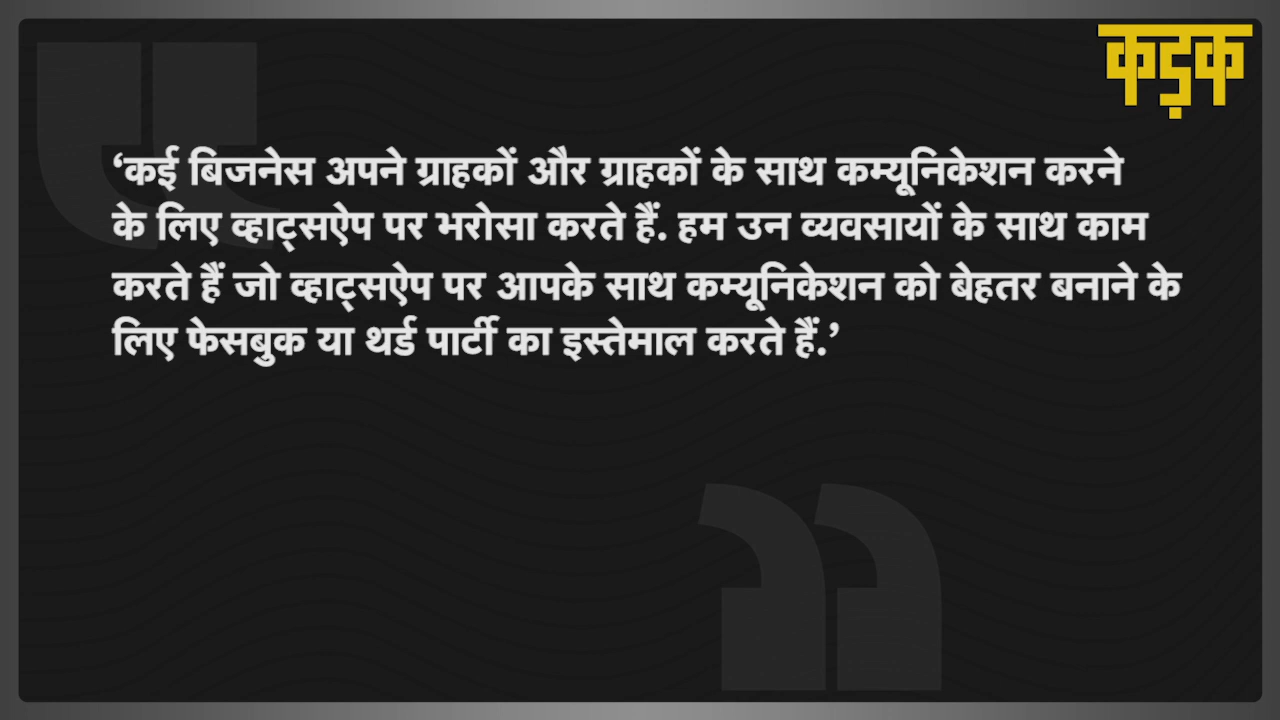 कड़क
‘कई बिजनेस अपने ग्राहकों और ग्राहकों के साथ कम्यूनिकेशन करने
के लिए व्हाट्सऐप पर भरोसा करते हैं. हम उन व्यवसायों के साथ काम
करते हैं जो व्हाट्सऐप पर आपके साथ कम्यूनिकेशन को बेहतर बनाने के
लिए फेसबुक या थर्ड पार्टी का इस्तेमाल करते हैं.’